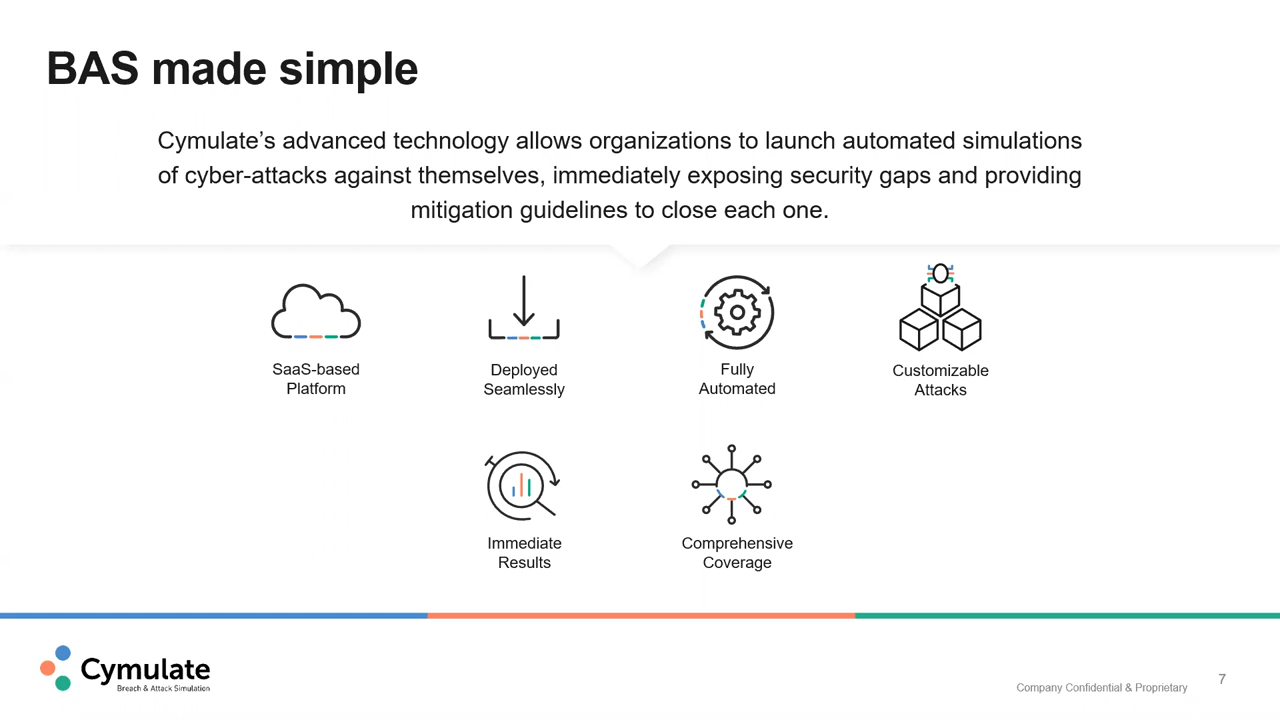 BAS made simple
Cymulate’s advanced technology allows organizations to launch automated simulations
of cyber-attacks against themselves, immediately exposing security gaps and providing
mitigation guidelines to close each one.
SaaS-based
Platform
Deployed
Seamlessly
Fully
Automated
Customizable
Attacks
Immediate
Results
Comprehensive
Coverage
Cymulate
Breach & Attack Simulation
Company Confidential & Proprietary
7